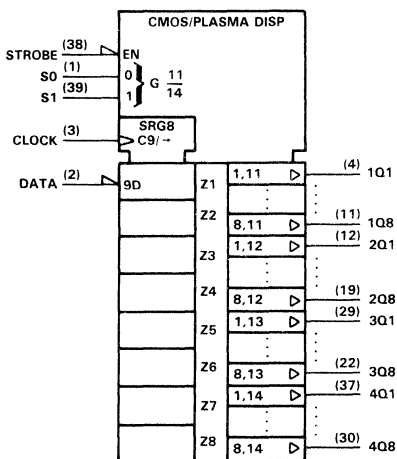 CMOS/PLASMA DISP
STROBE (38) EN
S0 (1) 0
G 11/14
S1 (39) 1
SRG8
CLOCK (3) C9/→
DATA (2) 9D
Z1 1,11 ▷ (4) 1Q1
Z2 8,11 ▷ (11) 1Q8
1,12 ▷ (12) 2Q1
Z3
Z4 8,12 ▷ (19) 2Q8
1,13 ▷ (29) 3Q1
Z5
Z6 8,13 ▷ (22) 3Q8
1,14 ▷ (37) 4Q1
Z7
Z8 8,14 ▷ (30) 4Q8